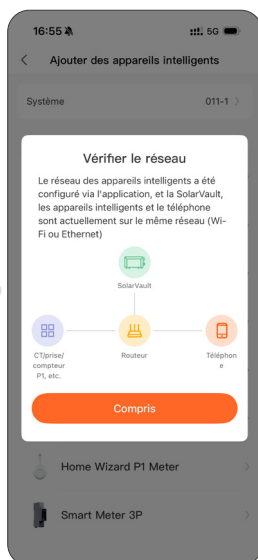 16:55
5G
Ajouter des appareils intelligents
Système 011-1
Vérifier le réseau
Le réseau des appareils intelligents a été
configuré via l'application, et la SolarVault,
les appareils intelligents et le téléphone
sont actuellement sur le même réseau (Wi-
Fi ou Ethernet)
SolarVault
CT/prise/
compteur
P1, etc.
Routeur
Téléphon
e
Compris
Home Wizard P1 Meter
Smart Meter 3P